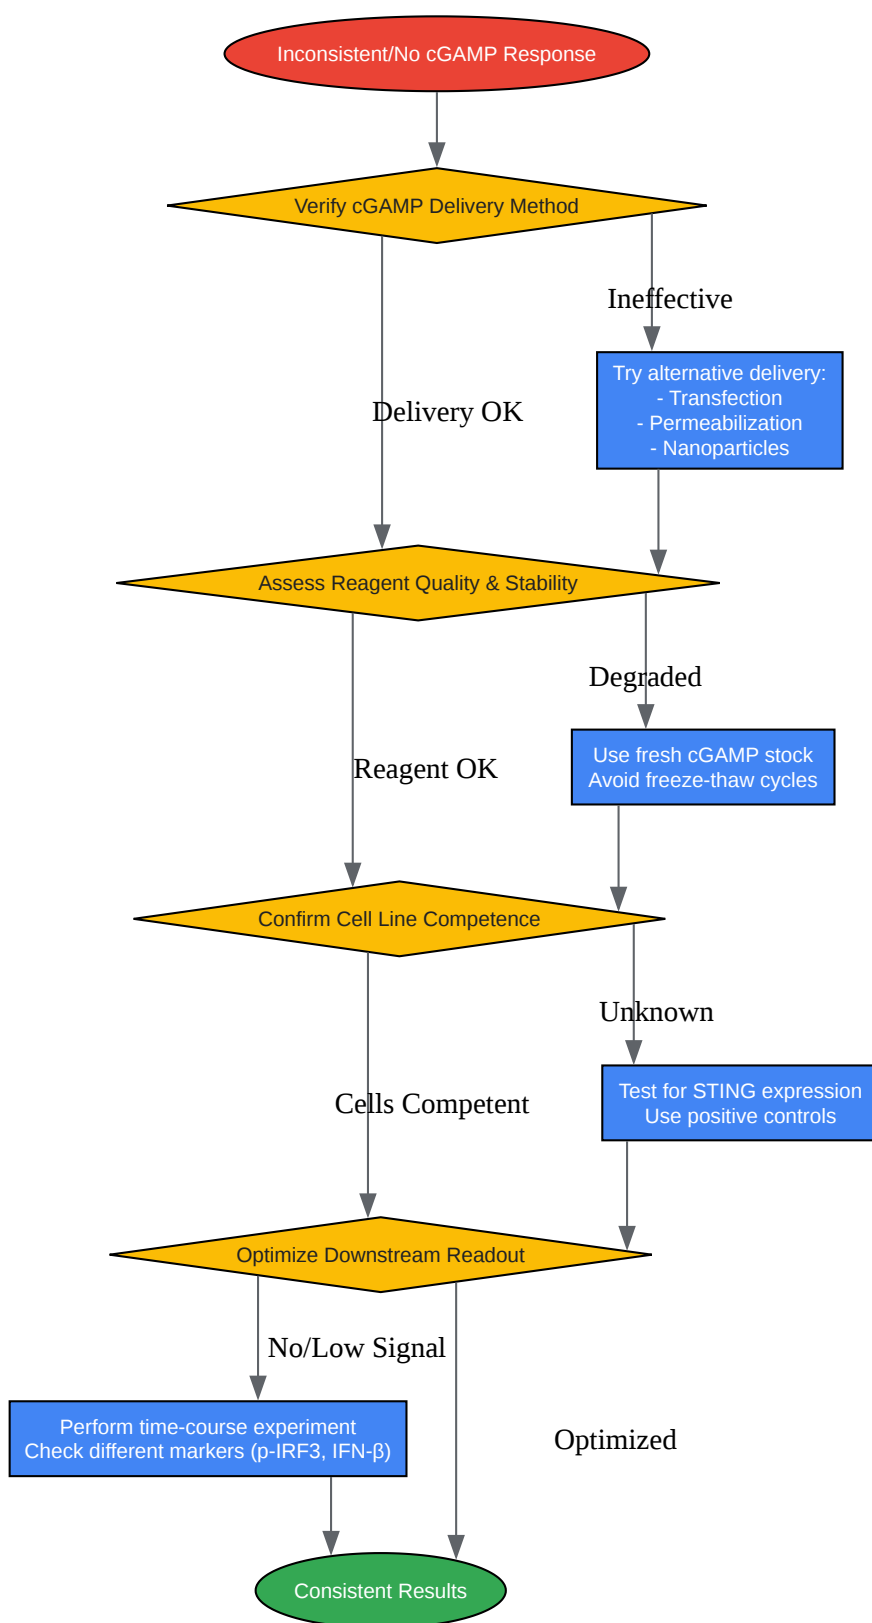 Inconsistent/No cGAMP Response
Verify cGAMP Delivery Method
Ineffective
Try alternative delivery:
- Transfection
- Permeabilization
- Nanoparticles
Delivery OK
Assess Reagent Quality & Stability
Degraded
Use fresh cGAMP stock
Avoid freeze-thaw cycles
Reagent OK
Confirm Cell Line Competence
Unknown
Test for STING expression
Use positive controls
Cells Competent
Optimize Downstream Readout
No/Low Signal
Perform time-course experiment
Check different markers (p-IRF3, IFN-β)
Optimized
Consistent Results